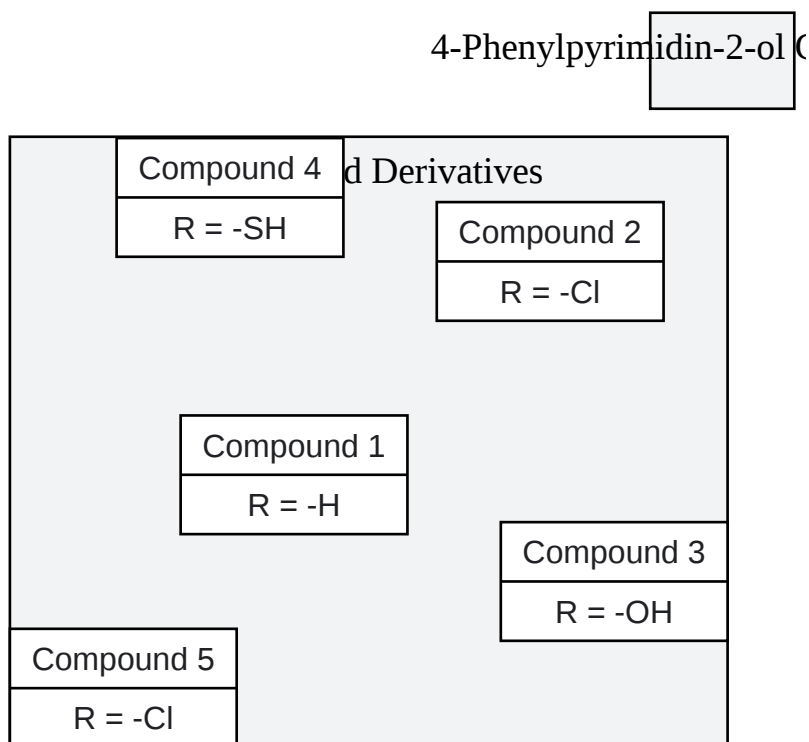 4-Phenylpyrimidin-2-ol
d Derivatives
Compound 4
R = -SH
Compound 2
R = -Cl
Compound 1
R = -H
Compound 3
R = -OH
Compound 5
R = -Cl